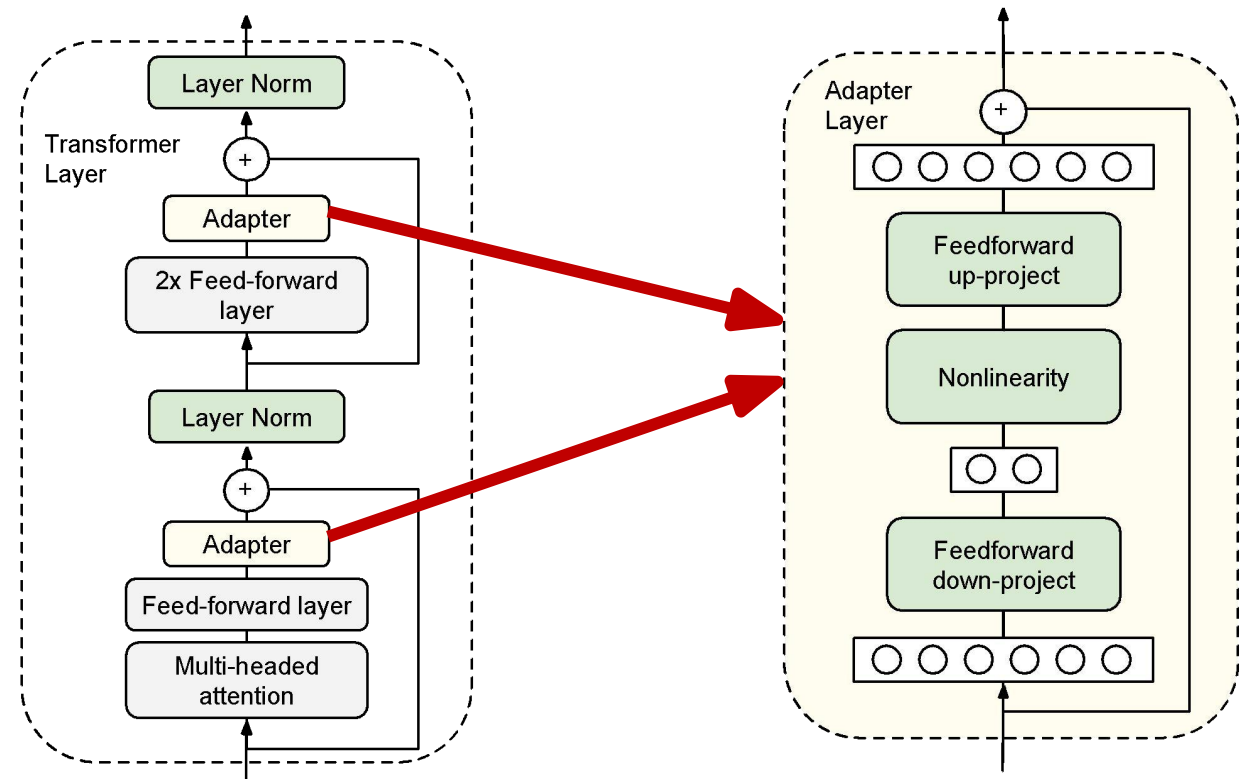 Layer Norm
Transformer
Layer
+
Adapter
2x Feed-forward
layer
Layer Norm
+
Adapter
Feed-forward layer
Multi-headed
attention
Adapter
Layer
+
Feedforward
up-project
Nonlinearity
Feedforward
down-project